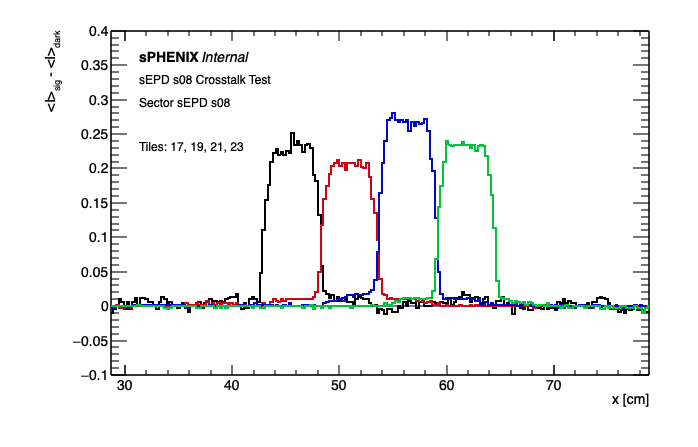 <I>sig - <I>dark
0.4
0.35
0.3
0.25
0.2
0.15
0.1
0.05
0
−0.05
−0.1
sPHENIX Internal
sEPD s08 Crosstalk Test
Sector sEPD s08
Tiles: 17, 19, 21, 23
30 40 50 60 70
x [cm]